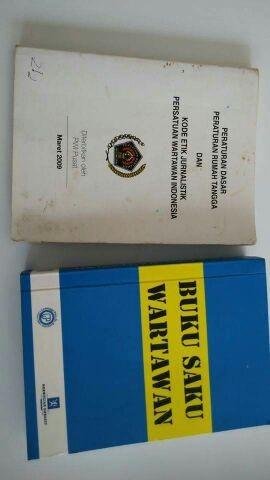 PERATURAN DASAR
PERATURAN RUMAH TANGGA
DAN
KODE ETIK JURNALISTIK
PERSATUAN WARTAWAN INDONESIA
Diterbitkan oleh
PWI Pusat
Maret 2009
BUKU SAKU
WARTAWAN